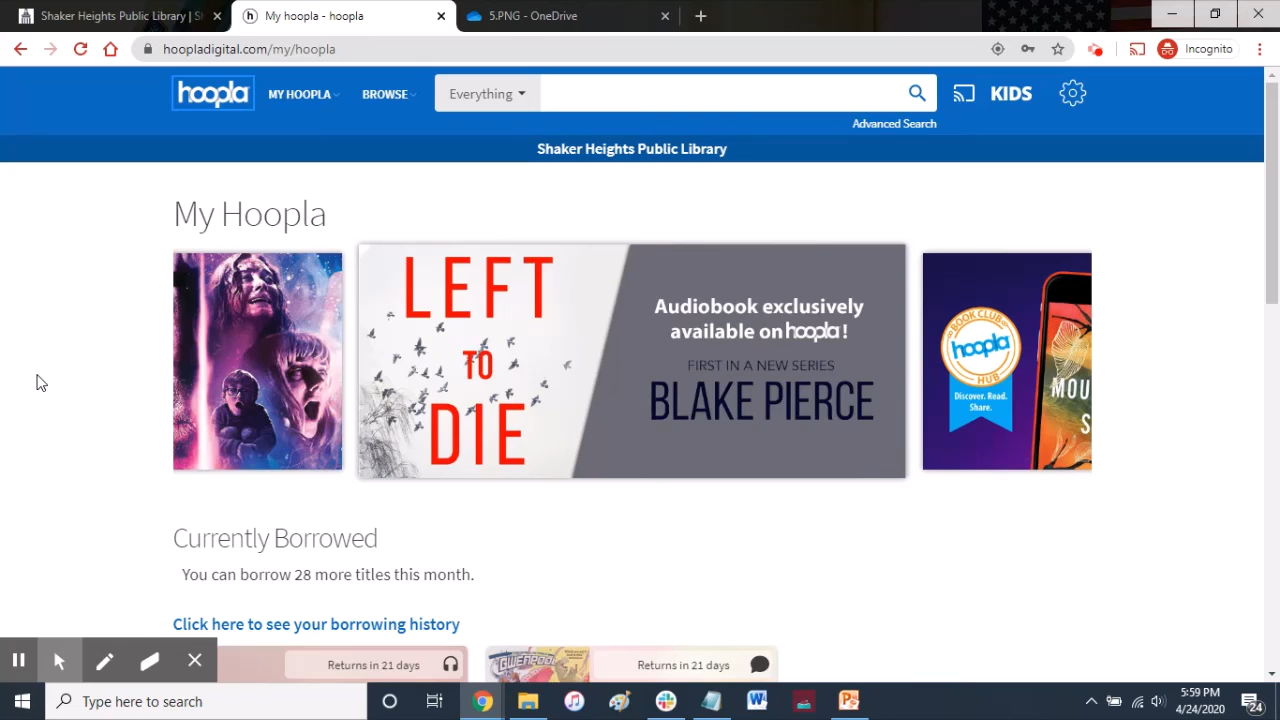 Shaker Heights Public Library | S
My hoopla - hoopla
5.PNG - OneDrive
hoopladigital.com/my/hoopla
Incognito
hoopla
MY HOOPLA
BROWSE
Everything
KIDS
Advanced Search
Shaker Heights Public Library
My Hoopla
LEFT
TO
DIE
Audiobook exclusively
available on hoopla!
FIRST IN A NEW SERIES
BLAKE PIERCE
BOOK CLUB
hoopla
HUB
Discover. Read.
Share.
MOU
S
Currently Borrowed
You can borrow 28 more titles this month.
Click here to see your borrowing history
Returns in 21 days
GWENPOOL
Returns in 21 days
Type here to search
5:59 PM
4/24/2020
24